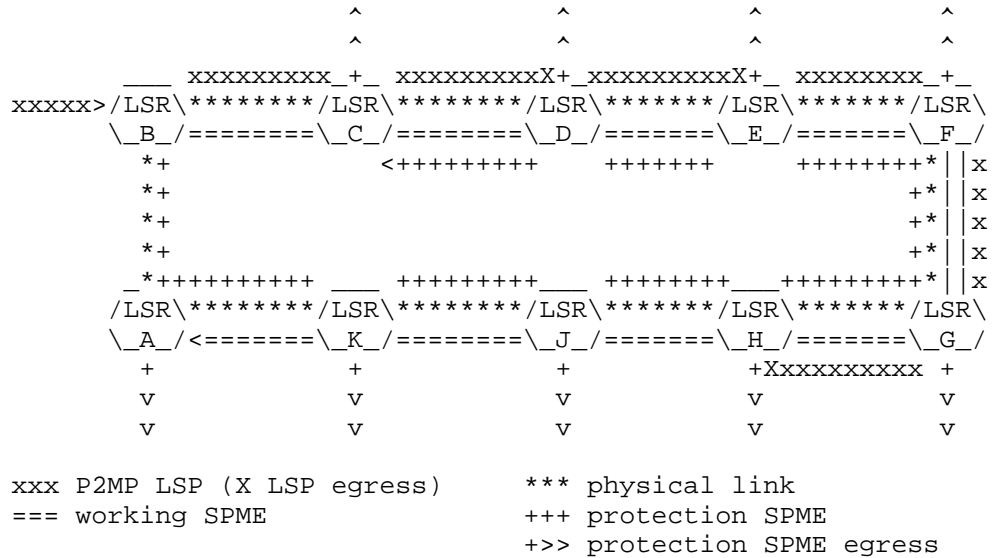 ^ ^ ^ ^
^ ^ ^ ^
___ xxxxxxxxx_+_ xxxxxxxxxX+_xxxxxxxxxX+_ xxxxxxxx_+_
xxxxx>/LSR\********/LSR\********/LSR\*******/LSR\*******/LSR\
\_B_/========\_C_/========\_D_/=======\_E_/=======\_F_/
*+ <+++++++++ +++++++ ++++++++*||x
*+ +*||x
*+ +*||x
*+ +*||x
_*++++++++++ ___ +++++++++___ ++++++++___+++++++++*||x
/LSR\********/LSR\********/LSR\*******/LSR\*******/LSR\
\_A_/<=======\_K_/========\_J_/=======\_H_/=======\_G_/
+ + + +Xxxxxxxxxx +
v v v v v
v v v v v
xxx P2MP LSP (X LSP egress) *** physical link
=== working SPME +++ protection SPME
+>> protection SPME egress